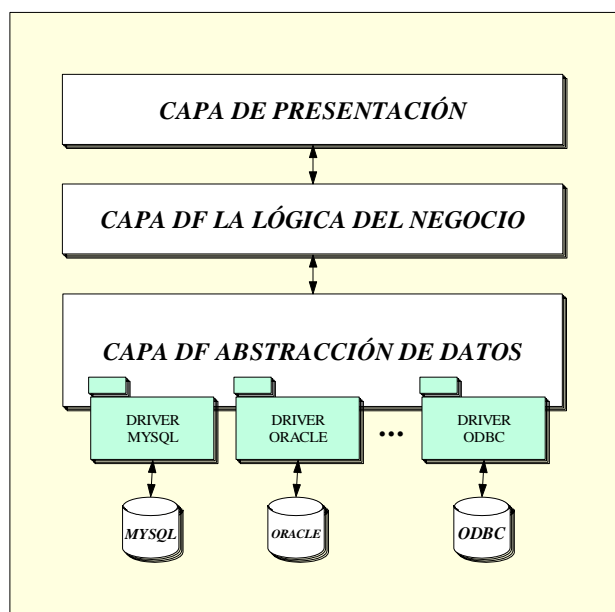 CAPA DE PRESENTACIÓN
CAPA DF LA LÓGICA DEL NEGOCIO
CAPA DF ABSTRACCIÓN DE DATOS
DRIVER
MYSQL
DRIVER
ORACLE
...
DRIVER
ODBC
MYSQL
ORACLE
ODBC